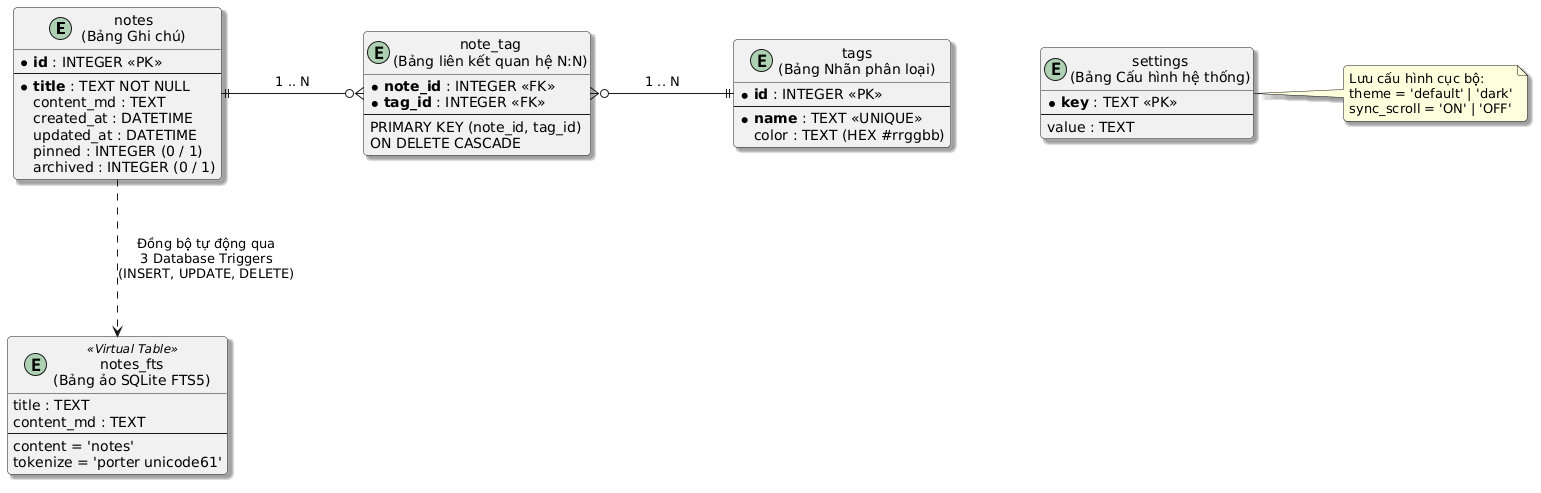 E
notes
(Bảng Ghi chú)
id : INTEGER «PK»
title : TEXT NOT NULL
content_md : TEXT
created_at : DATETIME
updated_at : DATETIME
pinned : INTEGER (0 / 1)
archived : INTEGER (0 / 1)
1 .. N
E
note_tag
(Bảng liên kết quan hệ N:N)
note_id : INTEGER «FK»
tag_id : INTEGER «FK»
PRIMARY KEY (note_id, tag_id)
ON DELETE CASCADE
1 .. N
E
tags
(Bảng Nhãn phân loại)
id : INTEGER «PK»
name : TEXT «UNIQUE»
color : TEXT (HEX #rrggbb)
E
settings
(Bảng Cấu hình hệ thống)
key : TEXT «PK»
value : TEXT
Lưu cấu hình cục bộ:
theme = 'default' | 'dark'
sync_scroll = 'ON' | 'OFF'
Đồng bộ tự động qua
3 Database Triggers
(INSERT, UPDATE, DELETE)
E
«Virtual Table»
notes_fts
(Bảng ảo SQLite FTS5)
title : TEXT
content_md : TEXT
content = 'notes'
tokenize = 'porter unicode61'